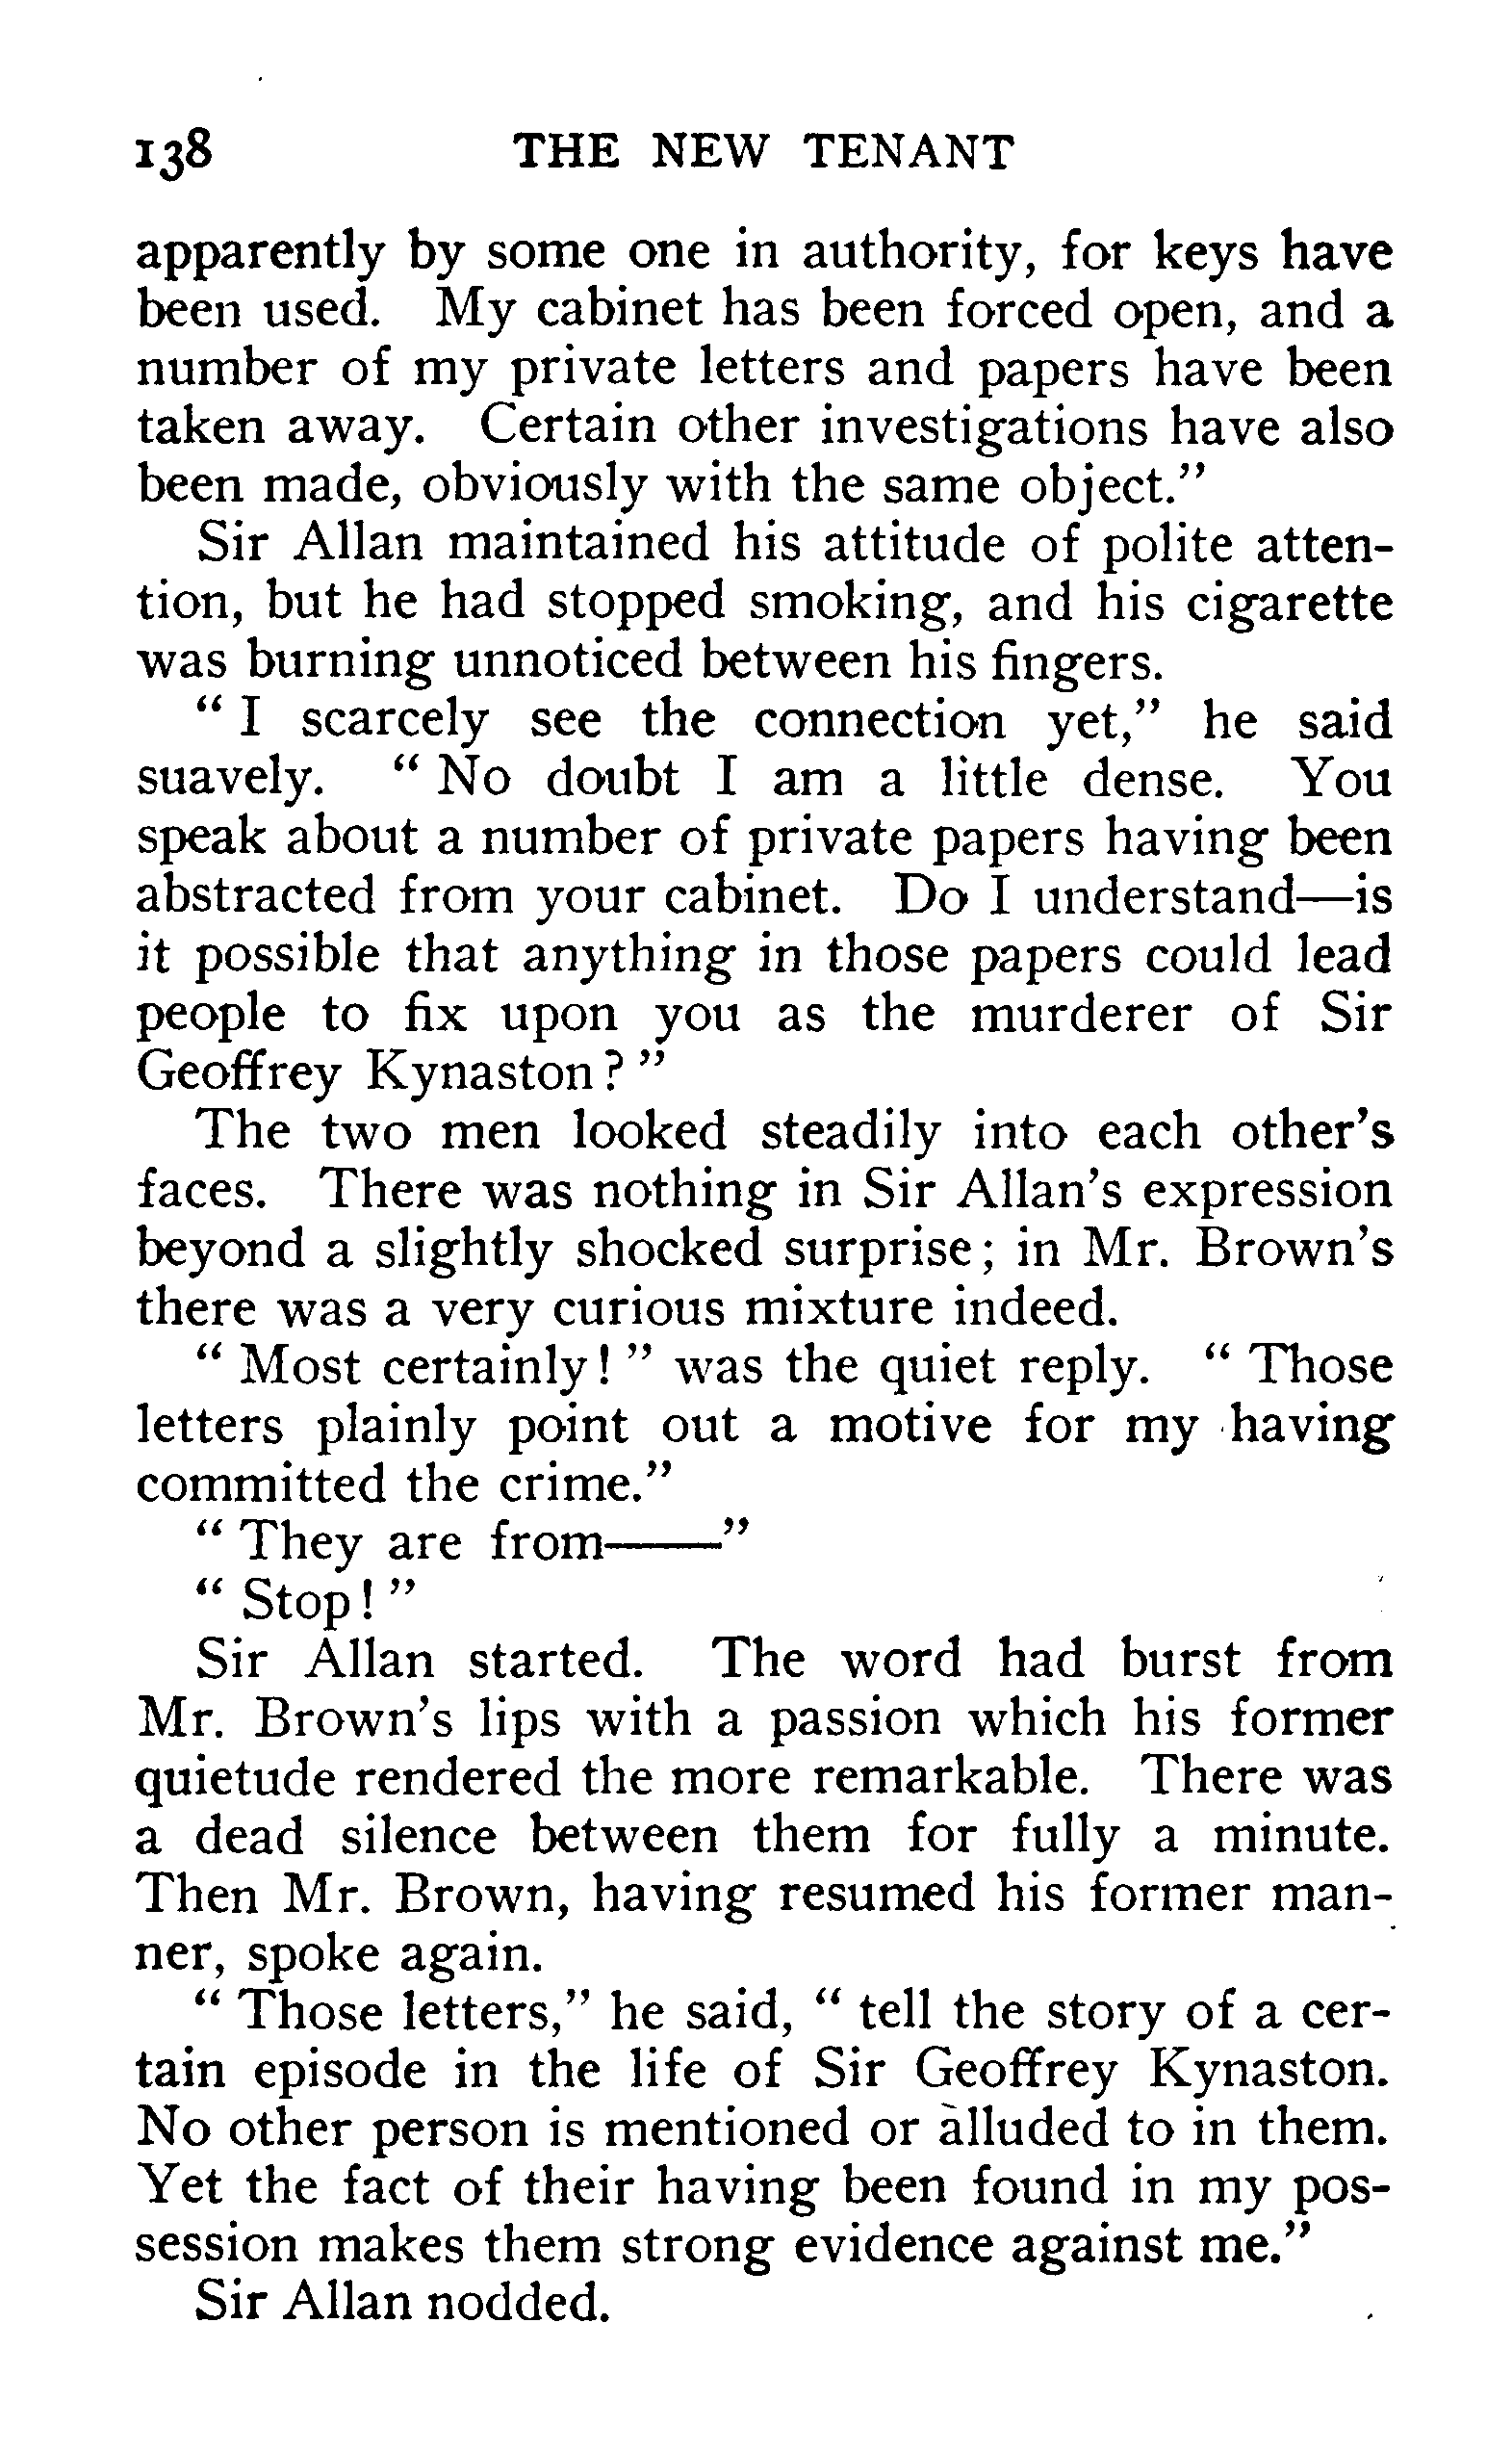 138 THE NEW TENANT
apparently by some one in authority, for keys have
been used. My cabinet has been forced open, and a
number of my private letters and papers have been
taken away. Certain other investigations have also
been made, obviously with the same object."
Sir Allan maintained his attitude of polite atten-
tion, but he had stopped smoking, and his cigarette
was burning unnoticed between his fingers.
" I scarcely see the connection yet," he said
suavely. " No doubt I am a little dense. You
speak about a number of private papers having been
abstracted from your cabinet. Do I understand—is
it possible that anything in those papers could lead
people to fix upon you as the murderer of Sir
Geoffrey Kynaston ? "
The two men looked steadily into each other's
faces. There was nothing in Sir Allan's expression
beyond a slightly shocked surprise ; in Mr. Brown's
there was a very curious mixture indeed.
" Most certainly ! " was the quiet reply. " Those
letters plainly point out a motive for my having
committed the crime."
" They are from——"
" Stop ! "
Sir Allan started. The word had burst from
Mr. Brown's lips with a passion which his former
quietude rendered the more remarkable. There was
a dead silence between them for fully a minute.
Then Mr. Brown, having resumed his former man-
ner, spoke again.
" Those letters," he said, " tell the story of a cer-
tain episode in the life of Sir Geoffrey Kynaston.
No other person is mentioned or alluded to in them.
Yet the fact of their having been found in my pos-
session makes them strong evidence against me."
Sir Allan nodded.